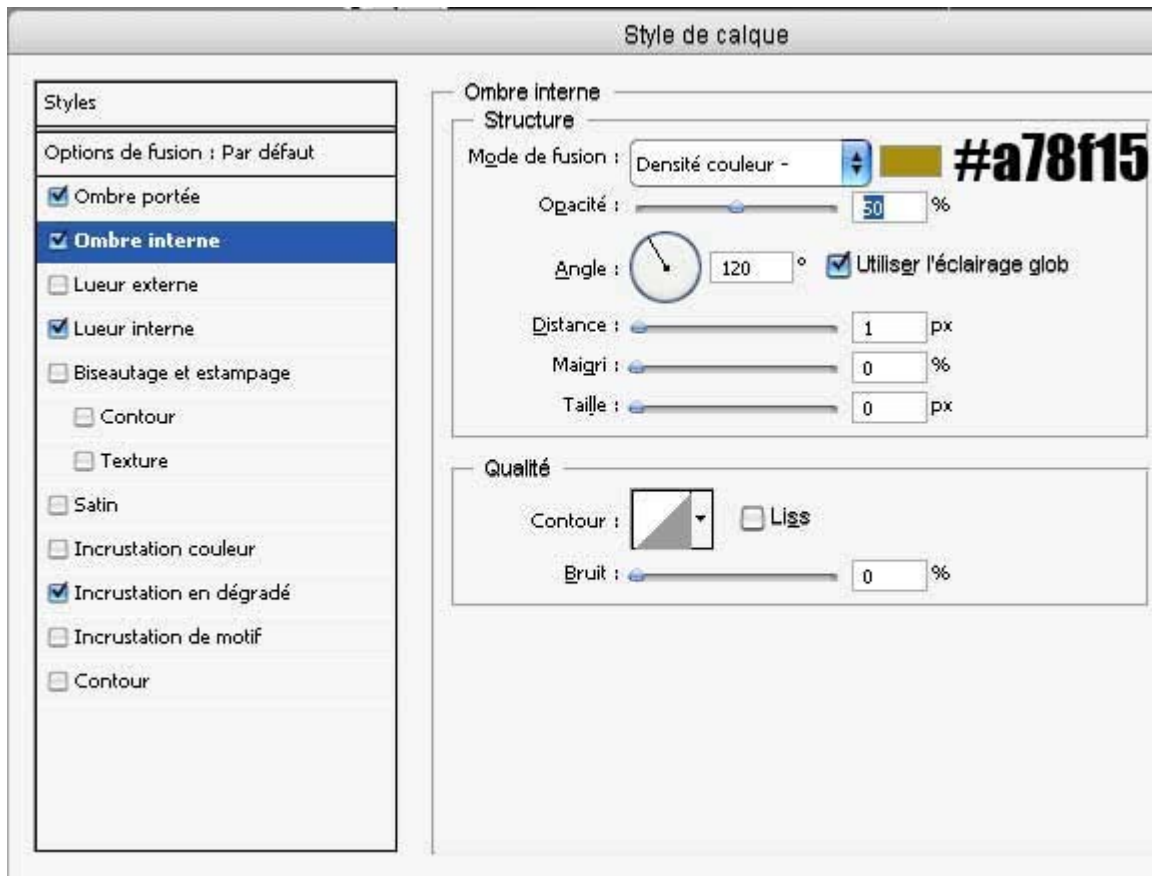 Style de calque
Styles
Options de fusion : Par défaut
Ombre portée
Ombre interne
Lueur externe
Lueur interne
Biseautage et estampage
Contour
Texture
Satin
Incrustation couleur
Incrustation en dégradé
Incrustation de motif
Contour
Ombre interne
Structure
Mode de fusion : Densité couleur - #a78f15
Opacité : 50 %
Angle : 120 ° Utiliser l'éclairage glob
Distance : 1 px
Maigri : 0 %
Taille : 0 px
Qualité
Contour : Liss
Bruit : 0 %